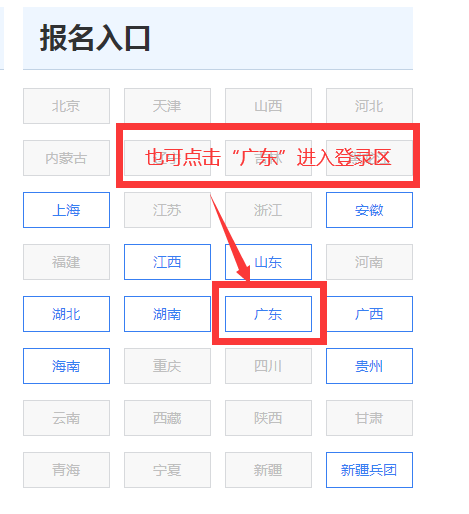 报名入口
北京 天津 山西 河北
内蒙古
也可点击“广东”进入登录区
上海 江苏 浙江 安徽
福建 江西 山东 河南
湖北 湖南 广东 广西
海南 重庆 四川 贵州
云南 西藏 陕西 甘肃
青海 宁夏 新疆 新疆兵团